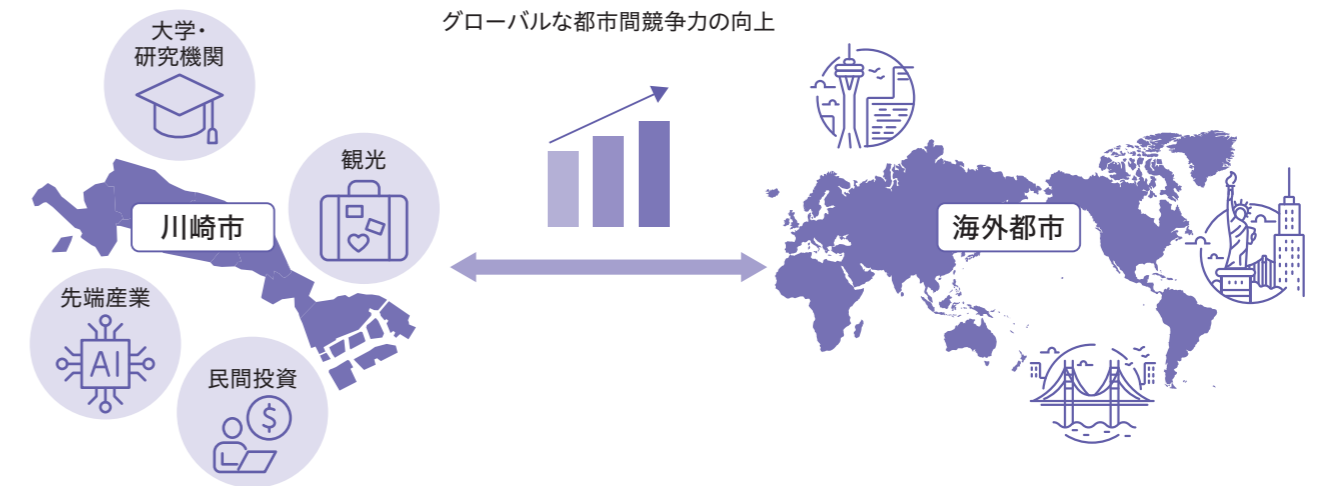 グローバルな都市間競争力の向上
大学・
研究機関
観光
川崎市
先端産業
AI
民間投資
$
海外都市